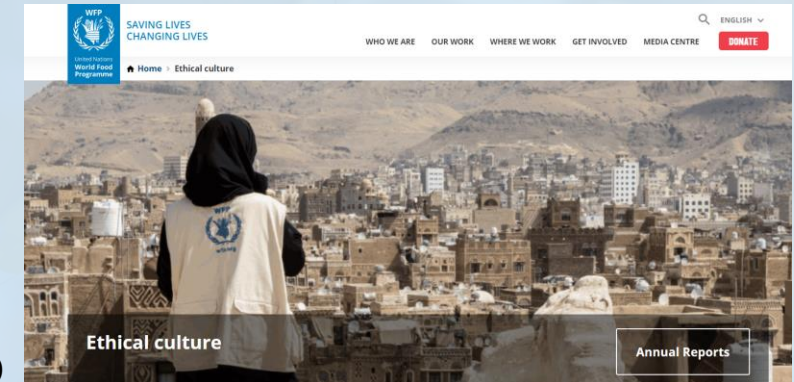 WFP
SAVING LIVES
CHANGING LIVES
United Nations
World Food
Programme
ENGLISH
WHO WE ARE OUR WORK WHERE WE WORK GET INVOLVED MEDIA CENTRE DONATE
Home > Ethical culture
WFP
Ethical culture
Annual Reports